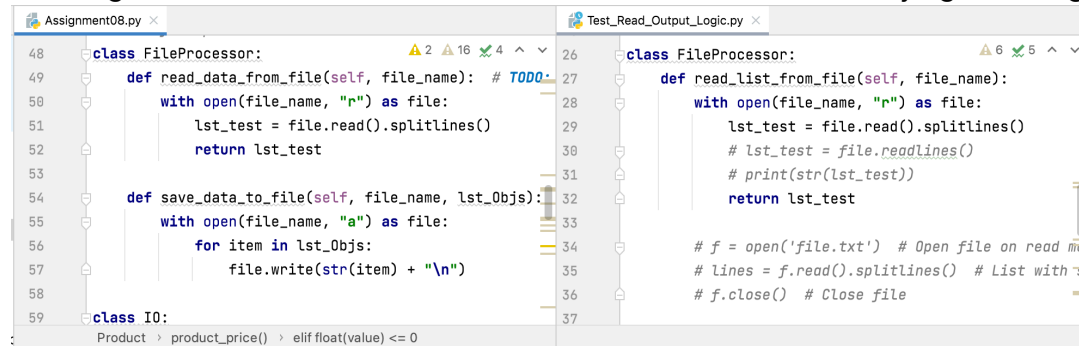 Assignment08.py
48 class FileProcessor:
2 16 4
49 def read_data_from_file(self, file_name): # TODO:
50 with open(file_name, "r") as file:
51 lst_test = file.read().splitlines()
52 return lst_test
53
54 def save_data_to_file(self, file_name, lst_Objs):
55 with open(file_name, "a") as file:
56 for item in lst_Objs:
57 file.write(str(item) + "\n")
58
59 class IO:
Product › product_price() › elif float(value) <= 0
Test_Read_Output_Logic.py
26 class FileProcessor:
6 5
27 def read_list_from_file(self, file_name):
28 with open(file_name, "r") as file:
29 lst_test = file.read().splitlines()
30 # lst_test = file.readlines()
31 # print(str(lst_test))
32 return lst_test
33
34 # f = open('file.txt') # Open file on read
35 # lines = f.read().splitlines() # List with
36 # f.close() # Close file
37